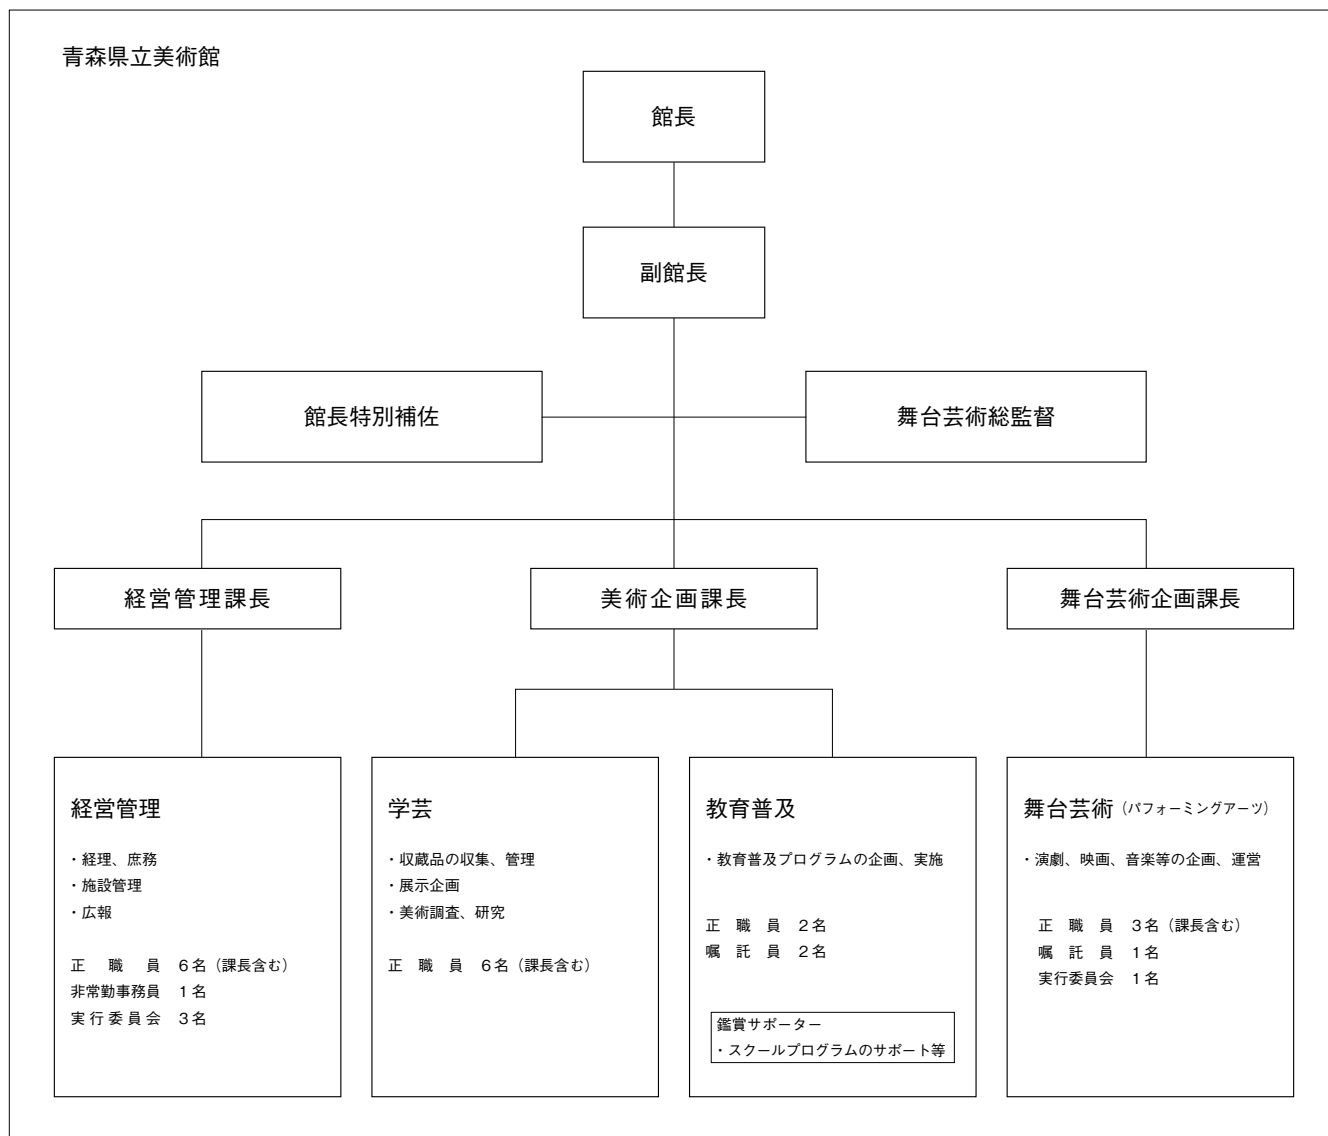 青森県立美術館
館長
副館長
館長特別補佐
舞台芸術総監督
経営管理課長
美術企画課長
舞台芸術企画課長
経営管理
・経理、庶務
・施設管理
・広報
正職員 6名（課長含む）
非常勤事務員 1名
実行委員会 3名
学芸
・収蔵品の収集、管理
・展示企画
・美術調査、研究
正職員 6名（課長含む）
教育普及
・教育普及プログラムの企画、実施
正職員 2名
嘱託員 2名
鑑賞サポーター
・スクールプログラムのサポート等
舞台芸術（パフォーミングアーツ）
・演劇、映画、音楽等の企画、運営
正職員 3名（課長含む）
嘱託員 1名
実行委員会 1名